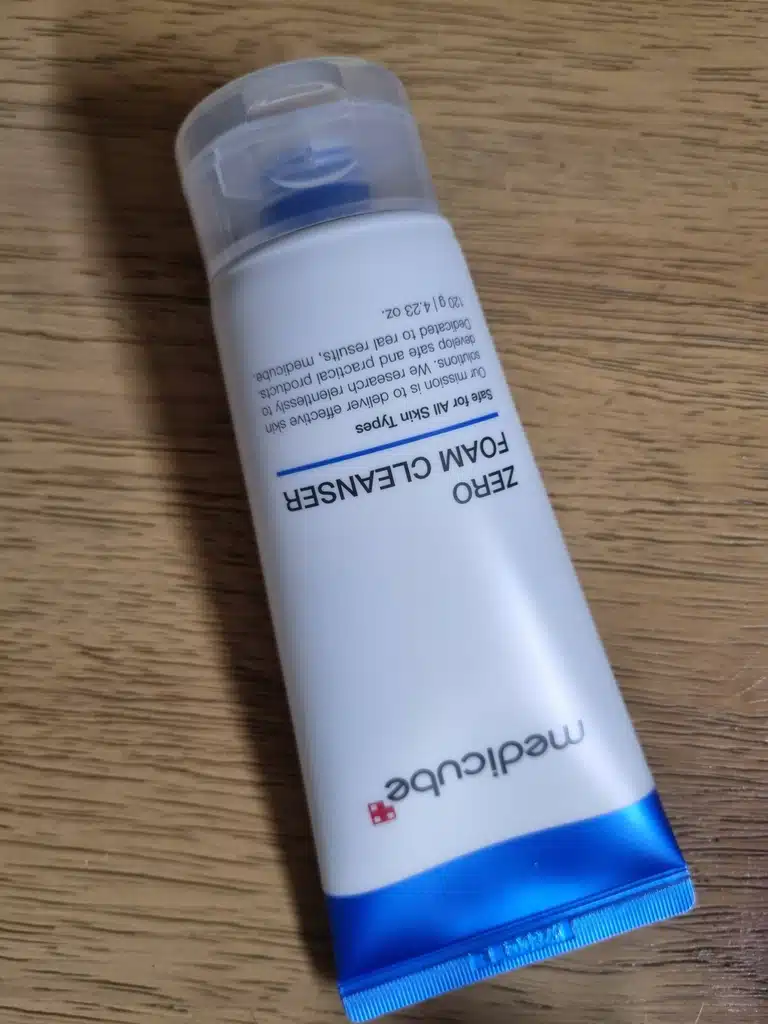 medicube
ZERO
FOAM CLEANSER
Safe for All Skin Types
Our mission is to deliver effective skin
solutions. We research relentlessly to
develop safe and practical products.
Dedicated to real results, medicube.
120 g | 4.23 oz.